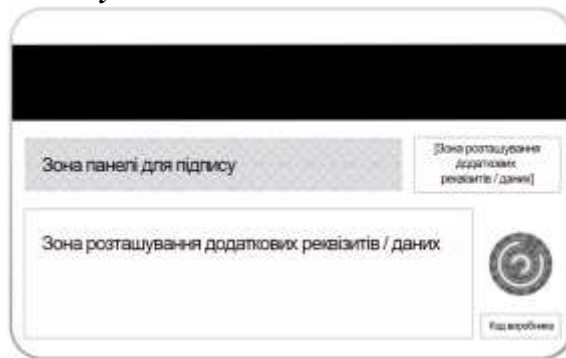 Зона панелі для підпису
[Зона розташування
додаткових
реквізитів / даних]
Зона розташування додаткових реквізитів / даних
Код виробника